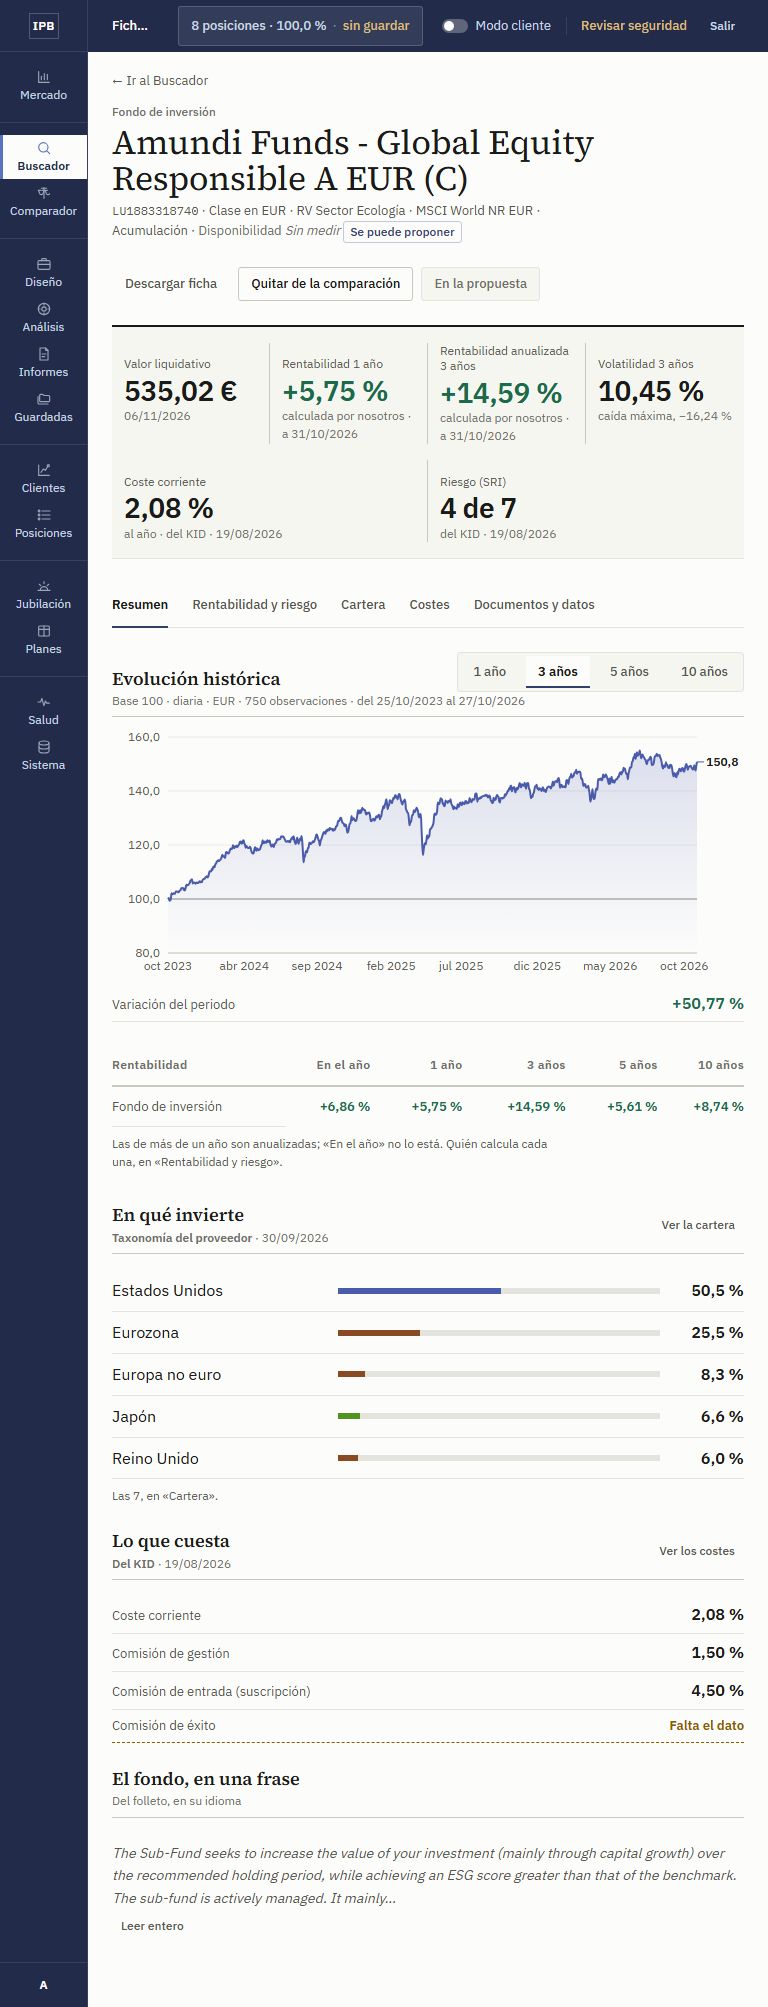 IPB
Fich...
8 posiciones · 100,0 % · sin guardar
Modo cliente
Revisar seguridad
Salir
Mercado
Buscador
Comparador
Diseño
Análisis
Informes
Guardadas
Clientes
Posiciones
Jubilación
Planes
Salud
Sistema
A
← Ir al Buscador
Fondo de inversión
Amundi Funds - Global Equity
Responsible A EUR (C)
LU1883318740 · Clase en EUR · RV Sector Ecología · MSCI World NR EUR ·
Acumulación · Disponibilidad Sin medir Se puede proponer
Descargar ficha
Quitar de la comparación
En la propuesta
Valor liquidativo
535,02 €
06/11/2026
Rentabilidad 1 año
+5,75 %
calculada por nosotros ·
a 31/10/2026
Rentabilidad anualizada
3 años
+14,59 %
calculada por nosotros ·
a 31/10/2026
Volatilidad 3 años
10,45 %
caída máxima, −16,24 %
Coste corriente
2,08 %
al año · del KID · 19/08/2026
Riesgo (SRI)
4 de 7
del KID · 19/08/2026
Resumen
Rentabilidad y riesgo
Cartera
Costes
Documentos y datos
Evolución histórica
1 año
3 años
5 años
10 años
Base 100 · diaria · EUR · 750 observaciones · del 25/10/2023 al 27/10/2026
160,0
140,0
120,0
100,0
80,0
150,8
oct 2023 abr 2024 sep 2024 feb 2025 jul 2025 dic 2025 may 2026 oct 2026
Variación del periodo +50,77 %
Rentabilidad En el año 1 año 3 años 5 años 10 años
Fondo de inversión +6,86 % +5,75 % +14,59 % +5,61 % +8,74 %
Las de más de un año son anualizadas; «En el año» no lo está. Quién calcula cada
una, en «Rentabilidad y riesgo».
En qué invierte
Taxonomía del proveedor · 30/09/2026
Ver la cartera
Estados Unidos 50,5 %
Eurozona 25,5 %
Europa no euro 8,3 %
Japón 6,6 %
Reino Unido 6,0 %
Las 7, en «Cartera».
Lo que cuesta
Del KID · 19/08/2026
Ver los costes
Coste corriente 2,08 %
Comisión de gestión 1,50 %
Comisión de entrada (suscripción) 4,50 %
Comisión de éxito Falta el dato
El fondo, en una frase
Del folleto, en su idioma
The Sub-Fund seeks to increase the value of your investment (mainly through capital growth) over
the recommended holding period, while achieving an ESG score greater than that of the benchmark.
The sub-fund is actively managed. It mainly...
Leer entero